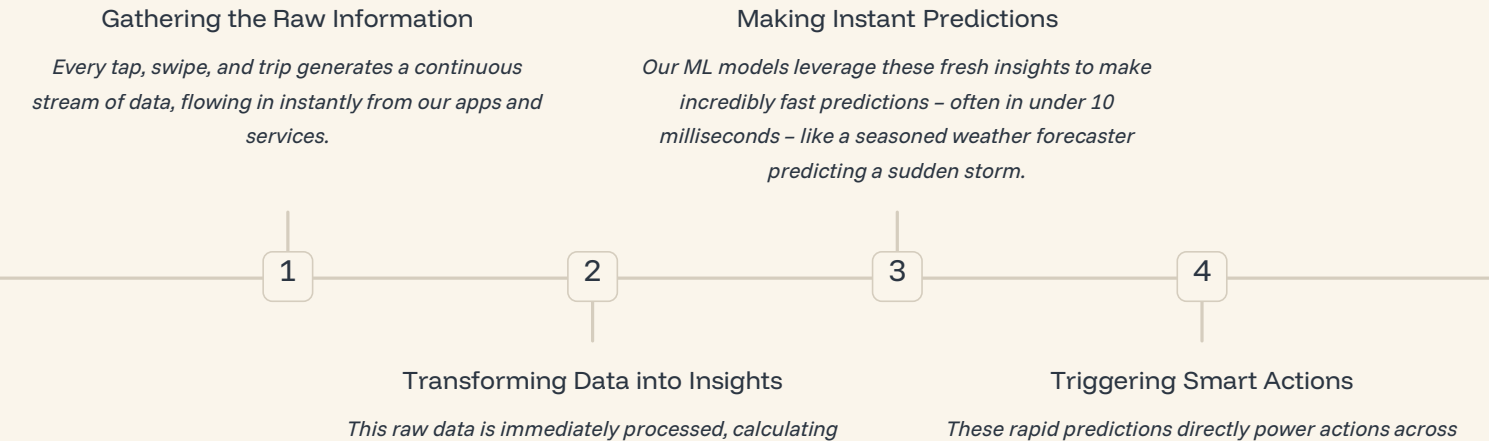 Gathering the Raw Information
Every tap, swipe, and trip generates a continuous
stream of data, flowing in instantly from our apps and
services.
Making Instant Predictions
Our ML models leverage these fresh insights to make
incredibly fast predictions – often in under 10
milliseconds – like a seasoned weather forecaster
predicting a sudden storm.
1
2
3
4
Transforming Data into Insights
This raw data is immediately processed, calculating
Triggering Smart Actions
These rapid predictions directly power actions across